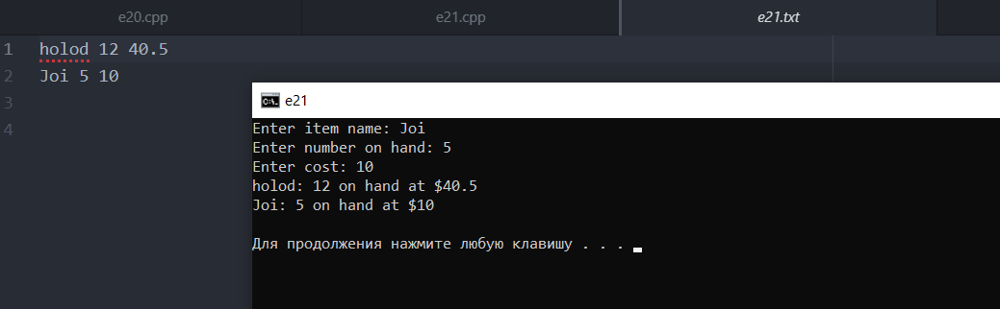 e20.cpp e21.cpp e21.txt
1 holod 12 40.5
2 Joi 5 10
3
4
e21
Enter item name: Joi
Enter number on hand: 5
Enter cost: 10
holod: 12 on hand at $40.5
Joi: 5 on hand at $10
Для продолжения нажмите любую клавишу . . .